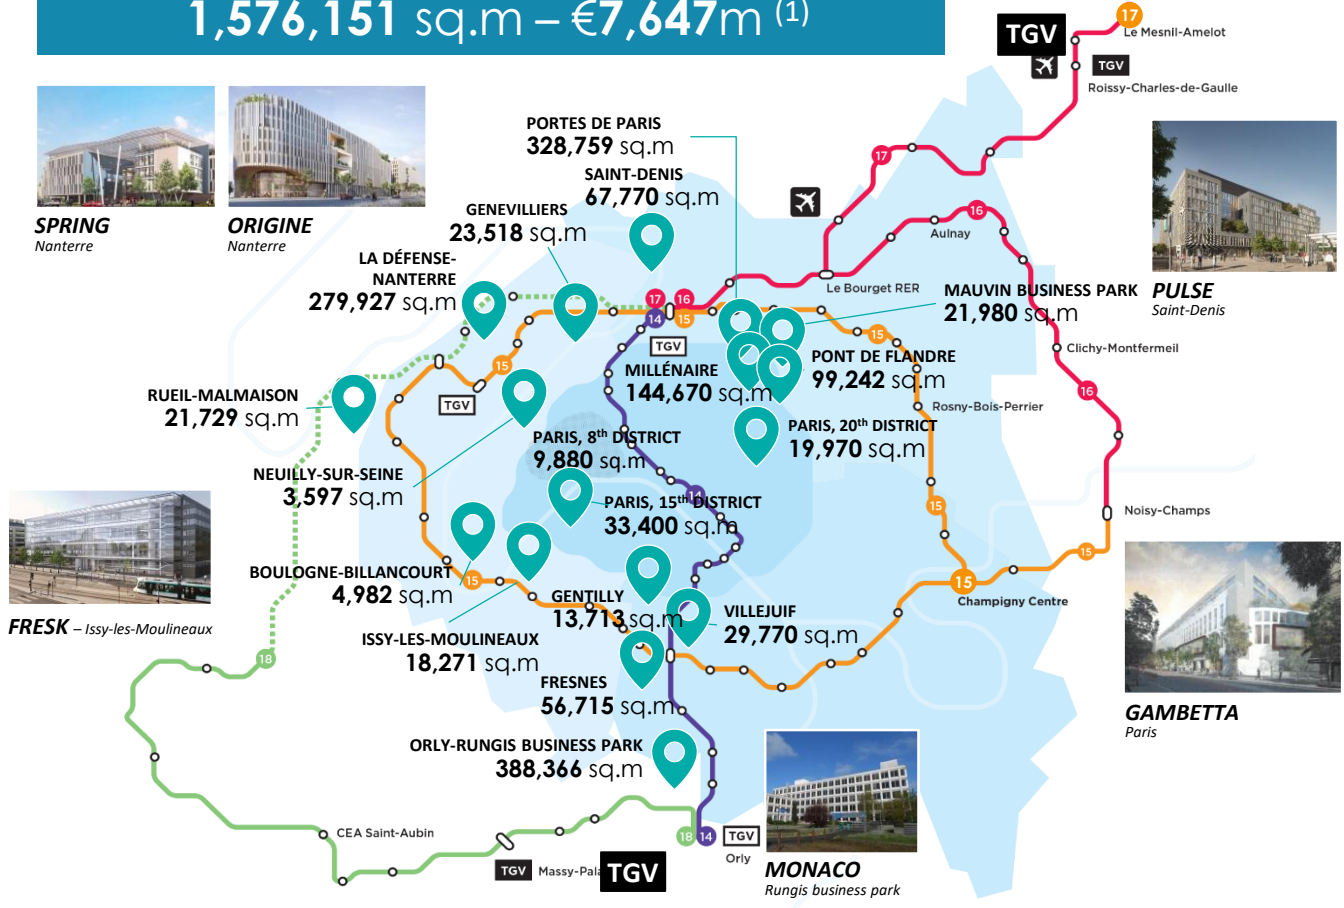 1,576,151 sq.m – €7,647m (1)
TGV
17
Le Mesnil-Amelot
TGV
Roissy-Charles-de-Gaulle
PORTES DE PARIS
328,759 sq.m
17
SAINT-DENIS
67,770 sq.m
GENEVILLIERS
23,518 sq.m
SPRING
Nanterre
ORIGINE
Nanterre
16
Aulnay
LA DÉFENSE-
NANTERRE
279,927 sq.m
Le Bourget RER
MAUVIN BUSINESS PARK
21,980 sq.m
PULSE
Saint-Denis
17
16
14
15
15
TGV
Clichy-Montfermeil
PONT DE FLANDRE
99,242 sq.m
MILLÉNAIRE
144,670 sq.m
15
TGV
16
RUEIL-MALMAISON
21,729 sq.m
Rosny-Bois-Perrier
PARIS, 20th DISTRICT
19,970 sq.m
PARIS, 8th DISTRICT
9,880 sq.m
NEUILLY-SUR-SEINE
3,597 sq.m
14
PARIS, 15th DISTRICT
33,400 sq.m
15
Noisy-Champs
15
BOULOGNE-BILLANCOURT
4,982 sq.m
15
15
Champigny Centre
GENTILLY
13,713 sq.m
VILLEJUIF
29,770 sq.m
FRESK – Issy-les-Moulineaux
ISSY-LES-MOULINEAUX
18,271 sq.m
18
FRESNES
56,715 sq.m
GAMBETTA
Paris
ORLY-RUNGIS BUSINESS PARK
388,366 sq.m
CEA Saint-Aubin
18
14
TGV
Orly
TGV
Massy-Pala
TGV
MONACO
Rungis business park